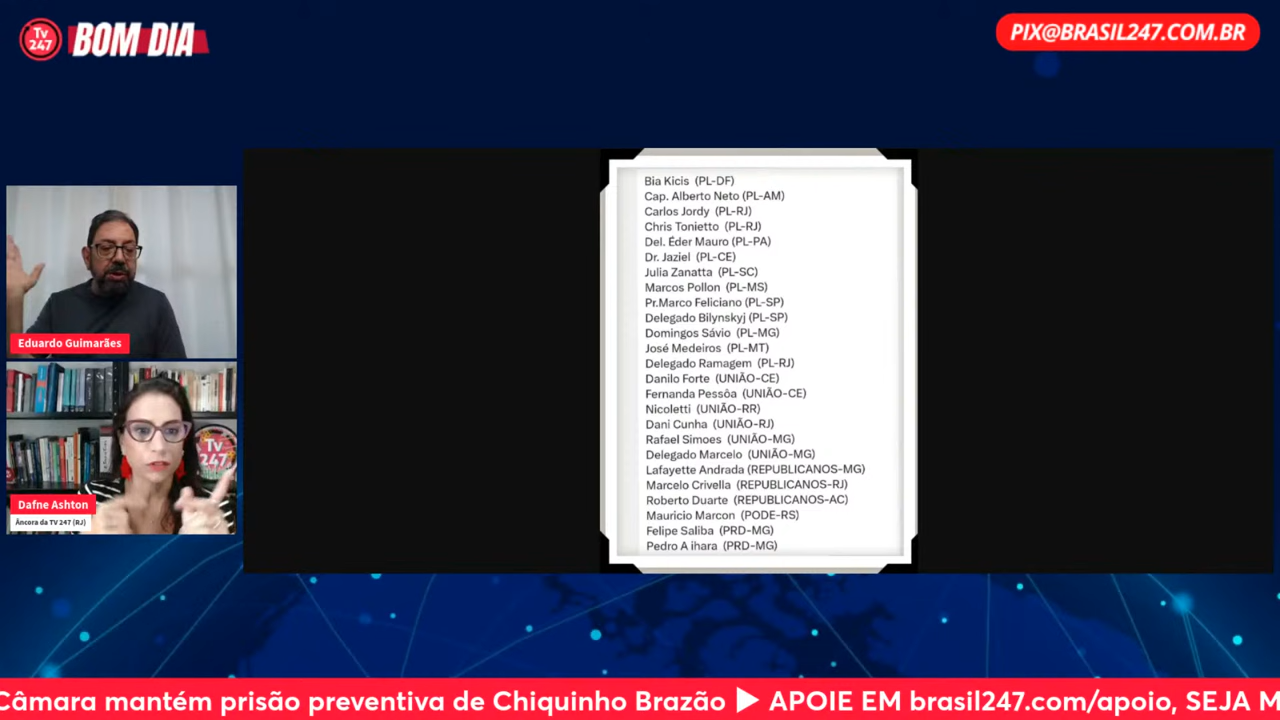 Tv 247
BOM DIA
PIX@BRASIL247.COM.BR
Bia Kicis (PL-DF)
Cap. Alberto Neto (PL-AM)
Carlos Jordy (PL-RJ)
Chris Tonietto (PL-RJ)
Del. Éder Mauro (PL-PA)
Dr. Jaziel (PL-CE)
Julia Zanatta (PL-SC)
Marcos Pollon (PL-MS)
Pr.Marco Feliciano (PL-SP)
Delegado Bilynskyj (PL-SP)
Domingos Sávio (PL-MG)
José Medeiros (PL-MT)
Delegado Ramagem (PL-RJ)
Danilo Forte (UNIÃO-CE)
Fernanda Pessôa (UNIÃO-CE)
Nicoletti (UNIÃO-RR)
Dani Cunha (UNIÃO-RJ)
Rafael Simoes (UNIÃO-MG)
Delegado Marcelo (UNIÃO-MG)
Lafayette Andrada (REPUBLICANOS-MG)
Marcelo Crivella (REPUBLICANOS-RJ)
Roberto Duarte (REPUBLICANOS-AC)
Mauricio Marcon (PODE-RS)
Felipe Saliba (PRD-MG)
Pedro A ihara (PRD-MG)
Eduardo Guimarães
Tv
247
Dafne Ashton
Âncora da TV 247 (RJ)
Câmara mantém prisão preventiva de Chiquinho Brazão ▶ APOIE EM brasil247.com/apoio, SEJA M